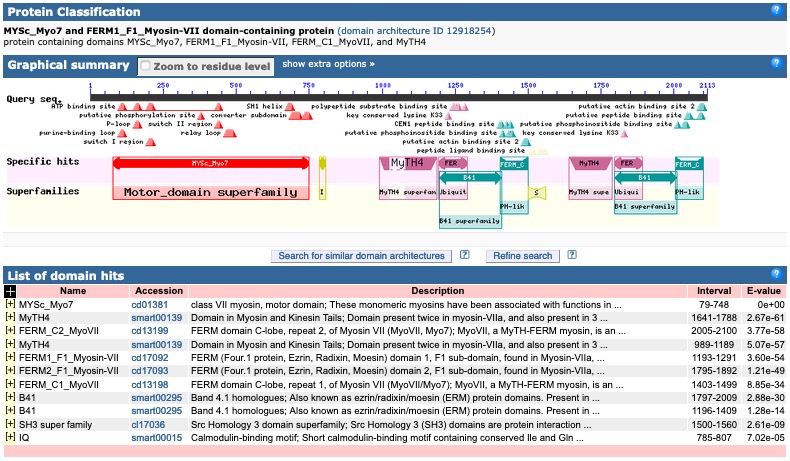 Protein Classification
?
MYSc_Myo7 and FERM1_F1_Myosin-VII domain-containing protein (domain architecture ID 12918254)
protein containing domains MYSc_Myo7, FERM1_F1_Myosin-VII, FERM_C1_MyoVII, and MyTH4
Graphical summary Zoom to residue level show extra options » ?
1 250 500 750 1000 1250 1500 1750 2113
Query seq.
ATP binding site SH1 helix polypeptide substrate binding site putative actin binding site 2
putative phosphorylation site converter subdomain key conserved lysine K33 putative peptide binding site
P-loop switch II region CEN1 peptide binding site putative phosphoinositide binding site
purine-binding loop relay loop putative phosphoinositide binding site key conserved lysine K33
switch I region putative actin binding site 2
peptide ligand binding site
Specific hits MYSc_Myo7 MyTH4 FER FERM_C MyTH4 FER FERM_C
B41 B41
Superfamilies Motor_domain superfamily I MyTH4 superfam Ubiquit S MyTH4 supe Ubiqui
PH-lik PH-lik
B41 superfamily B41 superfamily
Search for similar domain architectures ? Refine search ?
List of domain hits ?
+ Name Accession Description Interval E-value
[+] MYSc_Myo7 cd01381 class VII myosin, motor domain; These monomeric myosins have been associated with functions in ... 79-748 0e+00
[+] MyTH4 smart00139 Domain in Myosin and Kinesin Tails; Domain present twice in myosin-VIIa, and also present in 3 ... 1641-1788 2.67e-61
[+] FERM_C2_MyoVII cd13199 FERM domain C-lobe, repeat 2, of Myosin VII (MyoVII, Myo7); MyoVII, a MyTH-FERM myosin, is an ... 2005-2100 3.77e-58
[+] MyTH4 smart00139 Domain in Myosin and Kinesin Tails; Domain present twice in myosin-VIIa, and also present in 3 ... 989-1189 5.07e-57
[+] FERM1_F1_Myosin-VII cd17092 FERM (Four.1 protein, Ezrin, Radixin, Moesin) domain 1, F1 sub-domain, found in Myosin-VIIa, ... 1193-1291 3.60e-54
[+] FERM2_F1_Myosin-VII cd17093 FERM (Four.1 protein, Ezrin, Radixin, Moesin) domain 2, F1 sub-domain, found in Myosin-VIIa, ... 1795-1892 1.21e-49
[+] FERM_C1_MyoVII cd13198 FERM domain C-lobe, repeat 1, of Myosin VII (MyoVII/Myo7); MyoVII, a MyTH-FERM myosin, is an ... 1403-1499 8.85e-34
[+] B41 smart00295 Band 4.1 homologues; Also known as ezrin/radixin/moesin (ERM) protein domains. Present in ... 1797-2009 2.88e-30
[+] B41 smart00295 Band 4.1 homologues; Also known as ezrin/radixin/moesin (ERM) protein domains. Present in ... 1196-1409 1.28e-14
[+] SH3 super family cl17036 Src Homology 3 domain superfamily; Src Homology 3 (SH3) domains are protein interaction ... 1500-1560 2.61e-09
[+] IQ smart00015 Calmodulin-binding motif; Short calmodulin-binding motif containing conserved Ile and Gln ... 785-807 7.02e-05